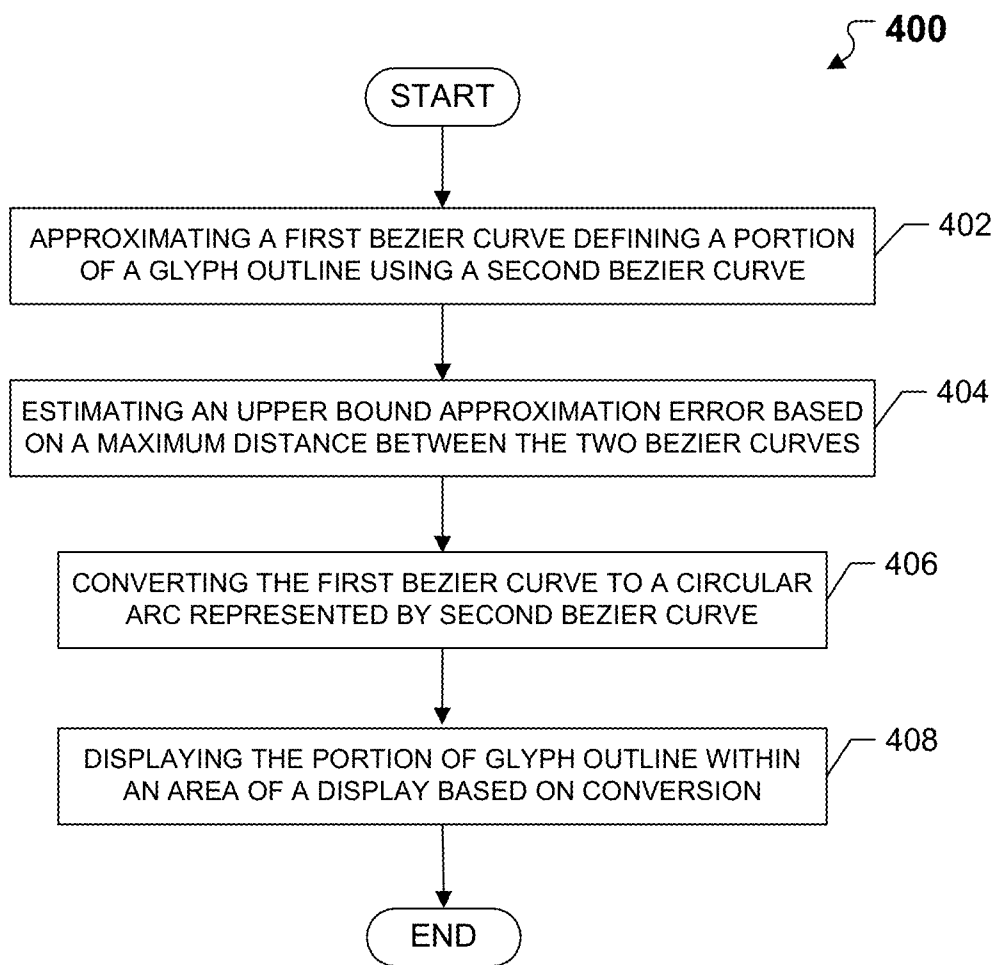 400
START
APPROXIMATING A FIRST BEZIER CURVE DEFINING A PORTION
OF A GLYPH OUTLINE USING A SECOND BEZIER CURVE
402
ESTIMATING AN UPPER BOUND APPROXIMATION ERROR BASED
ON A MAXIMUM DISTANCE BETWEEN THE TWO BEZIER CURVES
404
CONVERTING THE FIRST BEZIER CURVE TO A CIRCULAR
ARC REPRESENTED BY SECOND BEZIER CURVE
406
DISPLAYING THE PORTION OF GLYPH OUTLINE WITHIN
AN AREA OF A DISPLAY BASED ON CONVERSION
408
END